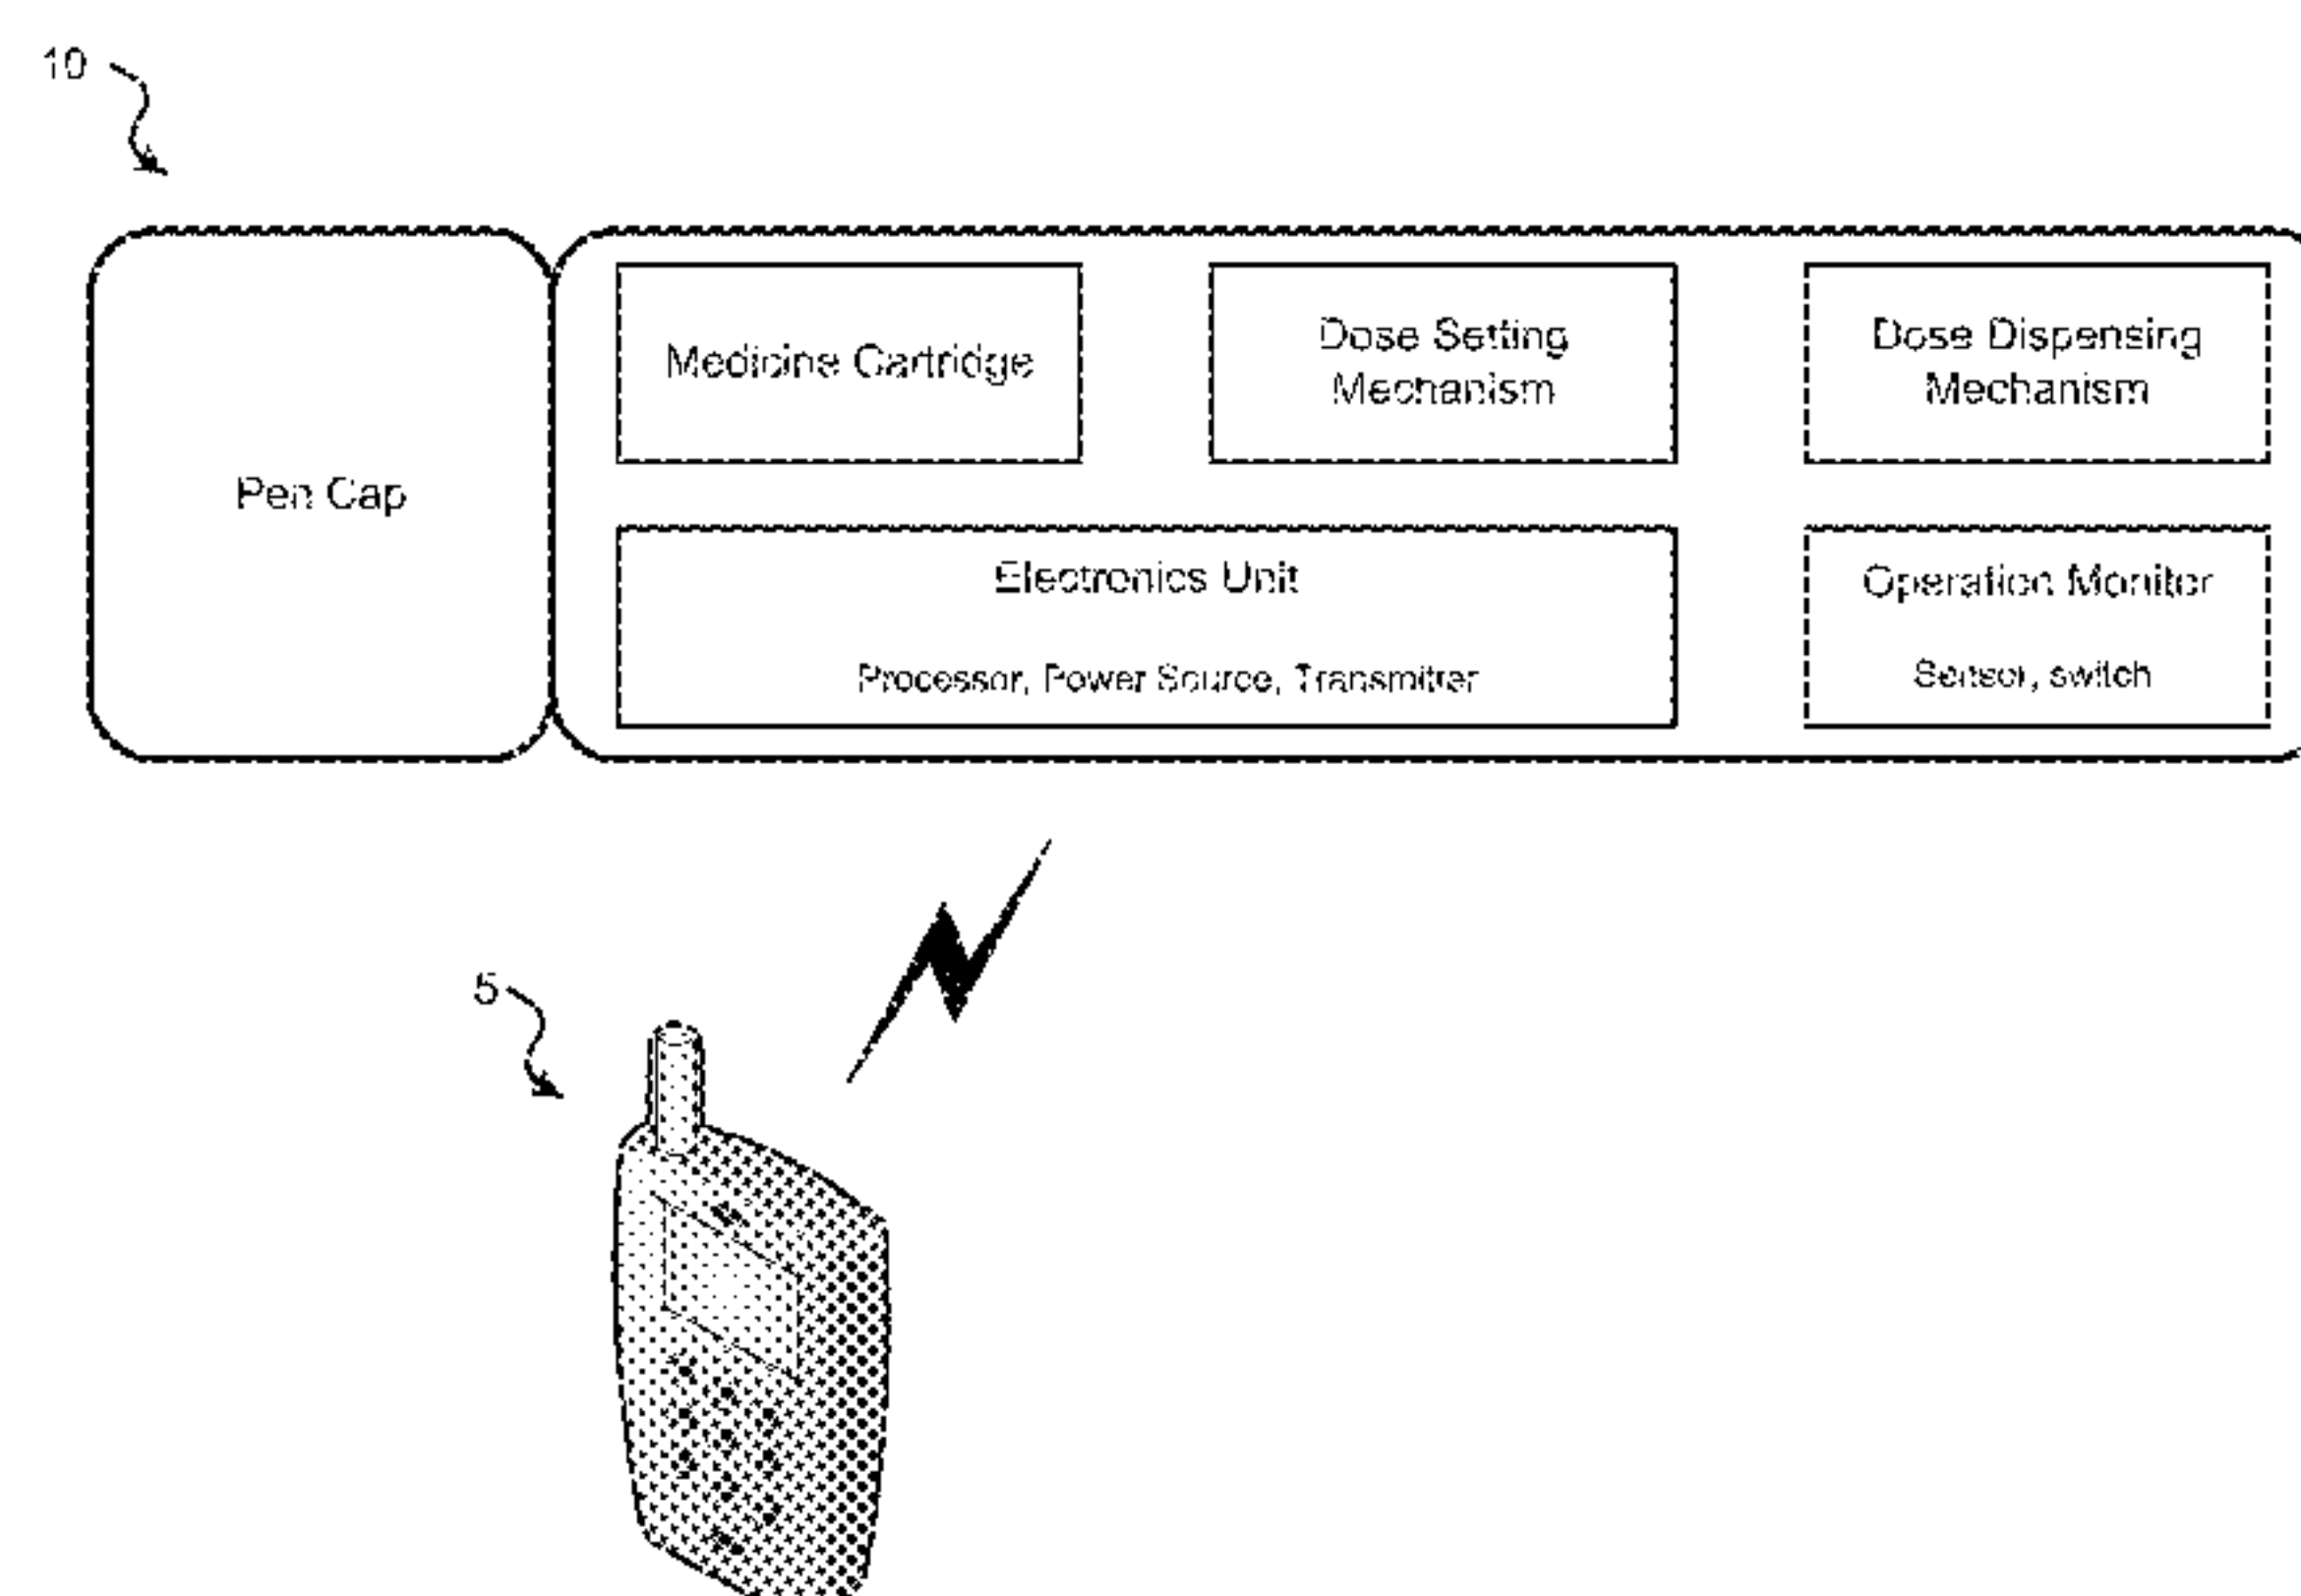 10
Medicine Cartridge
Dose Setting
Mechanism
Dose Dispensing
Mechanism
Pen Cap
Electronics Unit
Processor, Power Source, Transmitter
Operation Monitor
Sensor, switch
5